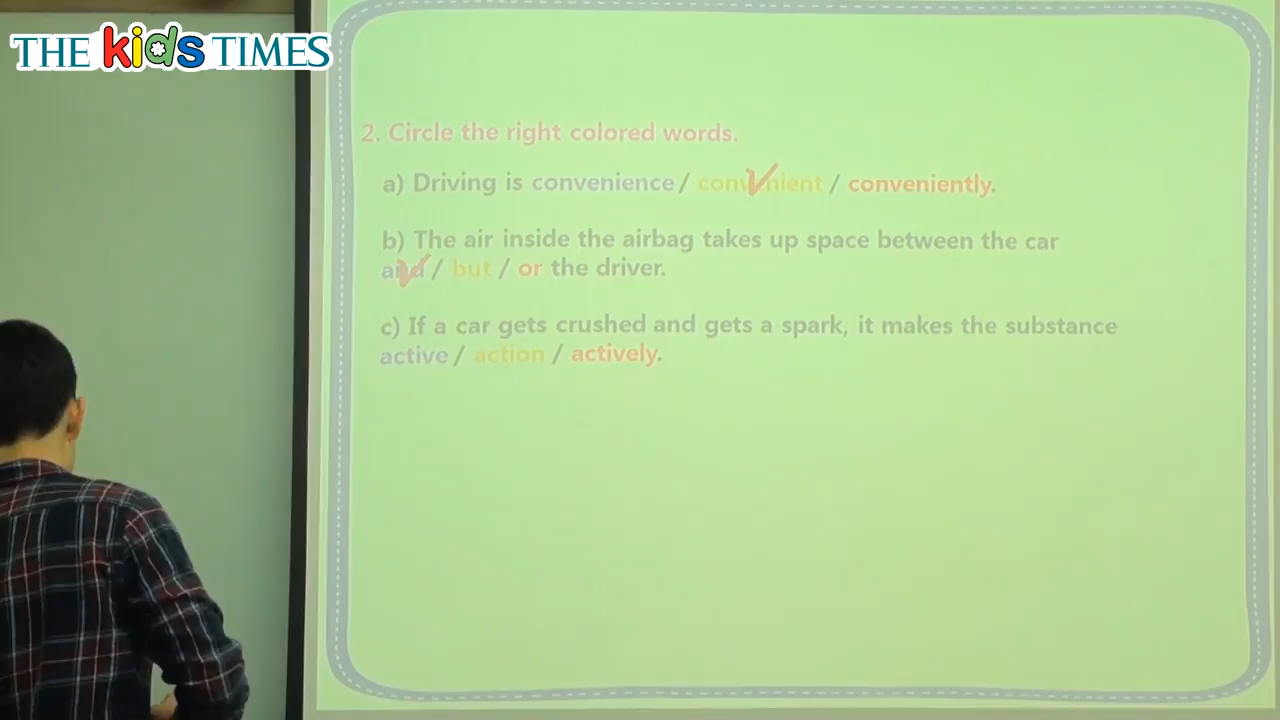 THE kids TIMES
2. Circle the right colored words.
a) Driving is convenience / convenient / conveniently.
b) The air inside the airbag takes up space between the car
and / but / or the driver.
c) If a car gets crushed and gets a spark, it makes the substance
active / action / actively.